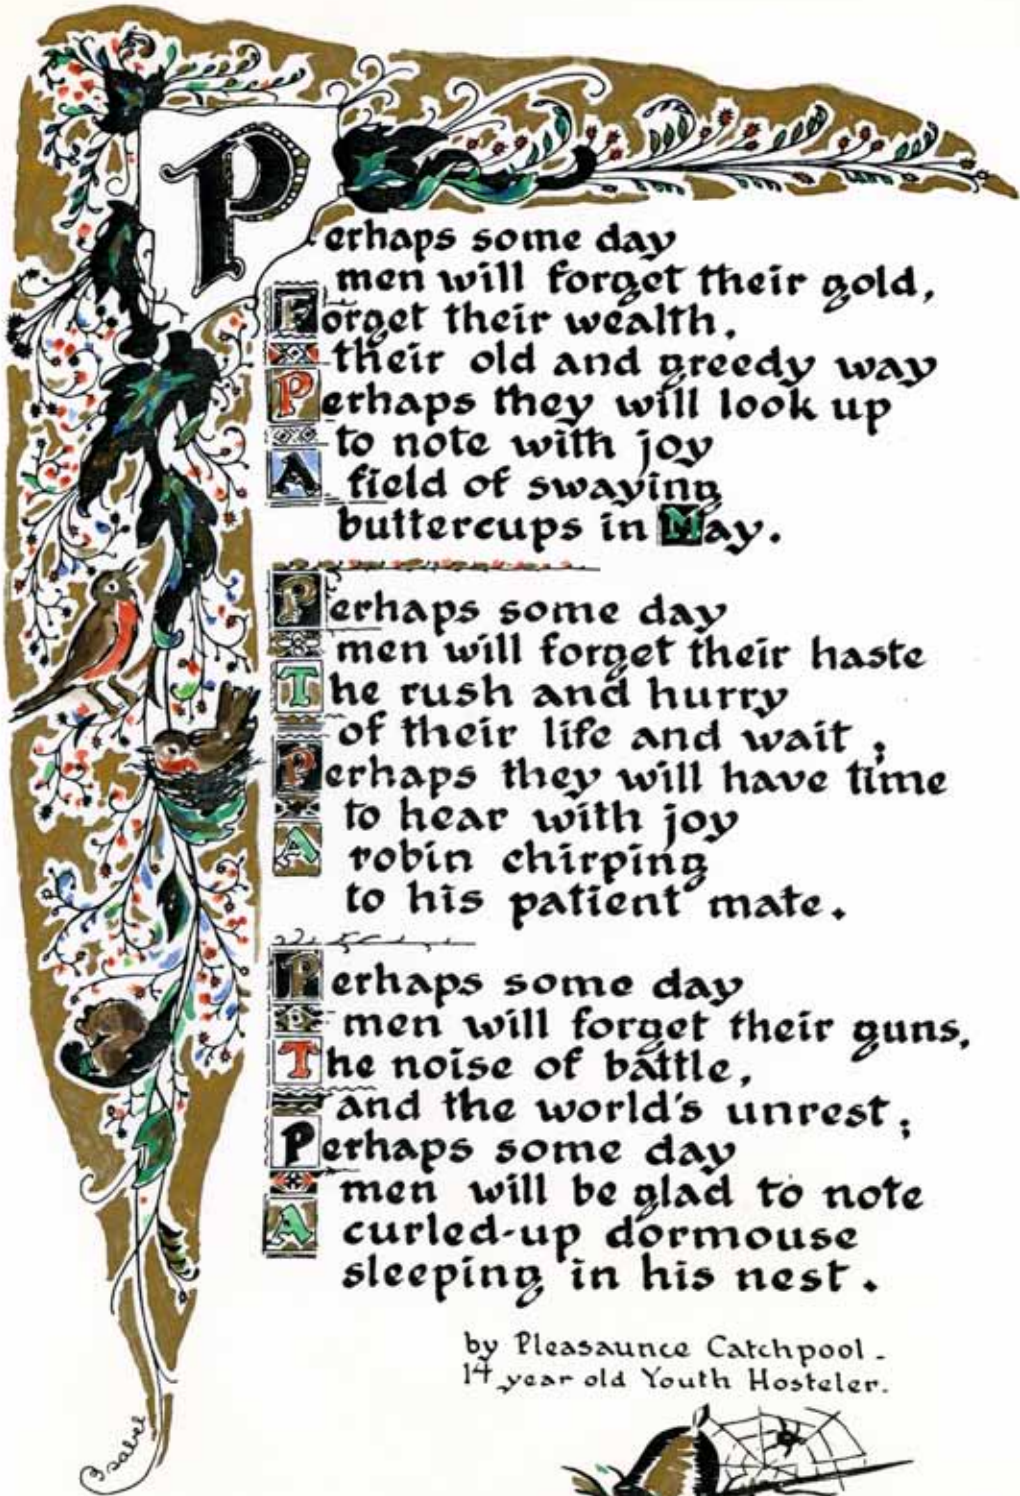 Perhaps some day
men will forget their gold,
Forget their wealth,
their old and greedy way
Perhaps they will look up
to note with joy
A field of swaying
buttercups in May.
Perhaps some day
men will forget their haste
The rush and hurry
of their life and wait ;
Perhaps they will have time
to hear with joy
A robin chirping
to his patient mate.
Perhaps some day
men will forget their guns,
The noise of battle,
and the world's unrest ;
Perhaps some day
men will be glad to note
A curled-up dormouse
sleeping in his nest.
by Pleasaunce Catchpool -
14 year old Youth Hosteler.
Isabel